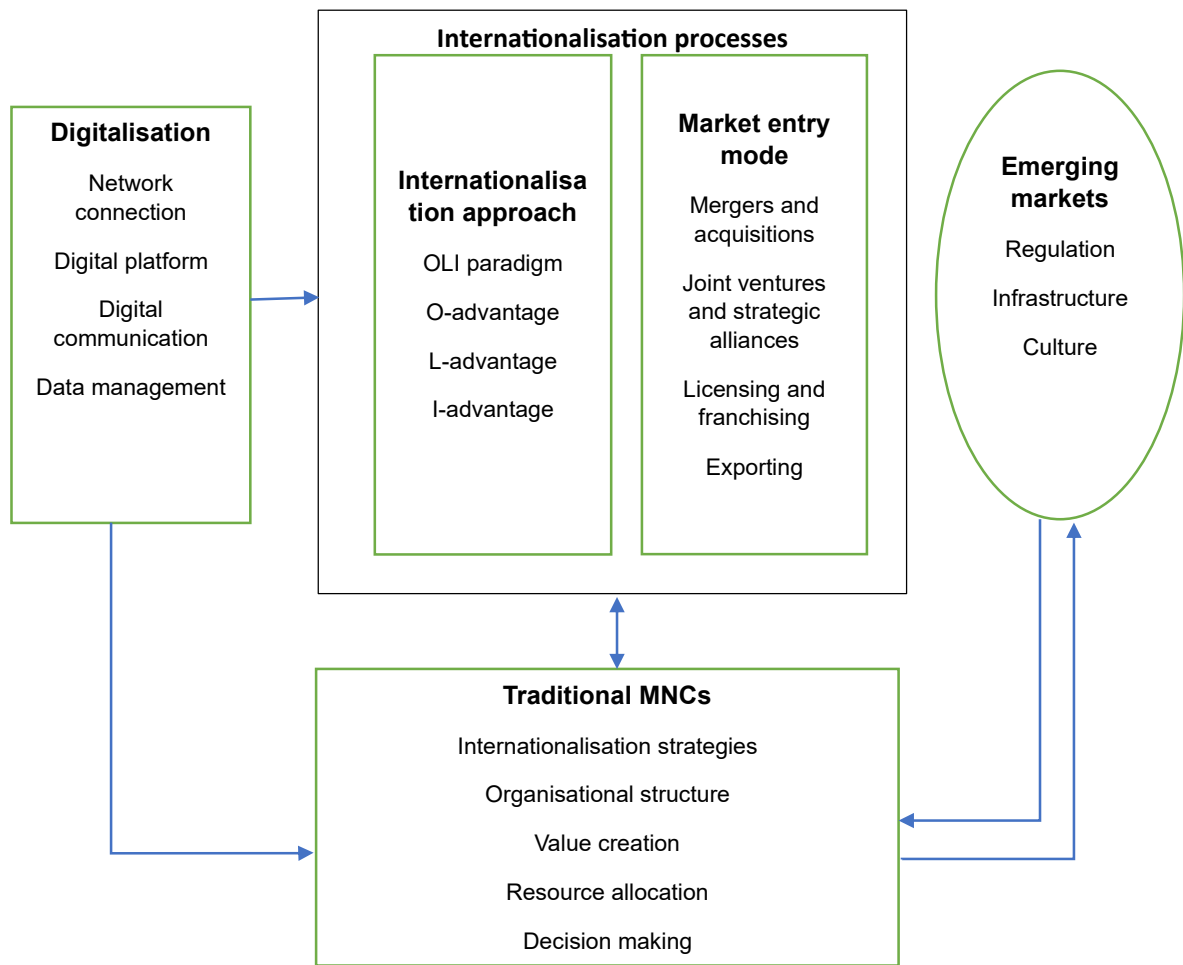 Internationalisation processes
Digitalisation
Network
connection
Digital platform
Digital
communication
Data management
Internationalisa
tion approach
OLI paradigm
O-advantage
L-advantage
I-advantage
Market entry
mode
Mergers and
acquisitions
Joint ventures
and strategic
alliances
Licensing and
franchising
Exporting
Emerging
markets
Regulation
Infrastructure
Culture
Traditional MNCs
Internationalisation strategies
Organisational structure
Value creation
Resource allocation
Decision making